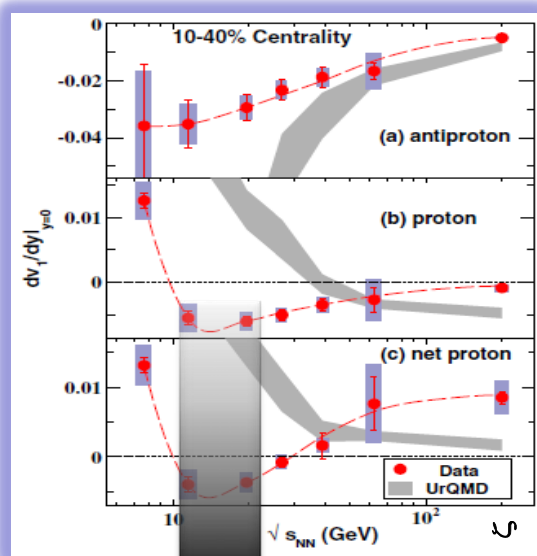 10-40% Centrality
0
-0.02
-0.04
(a) antiproton
dv₁/dy|y=0
0.01
0
(b) proton
0.01
0
(c) net proton
Data
UrQMD
10
10²
√sNN (GeV)